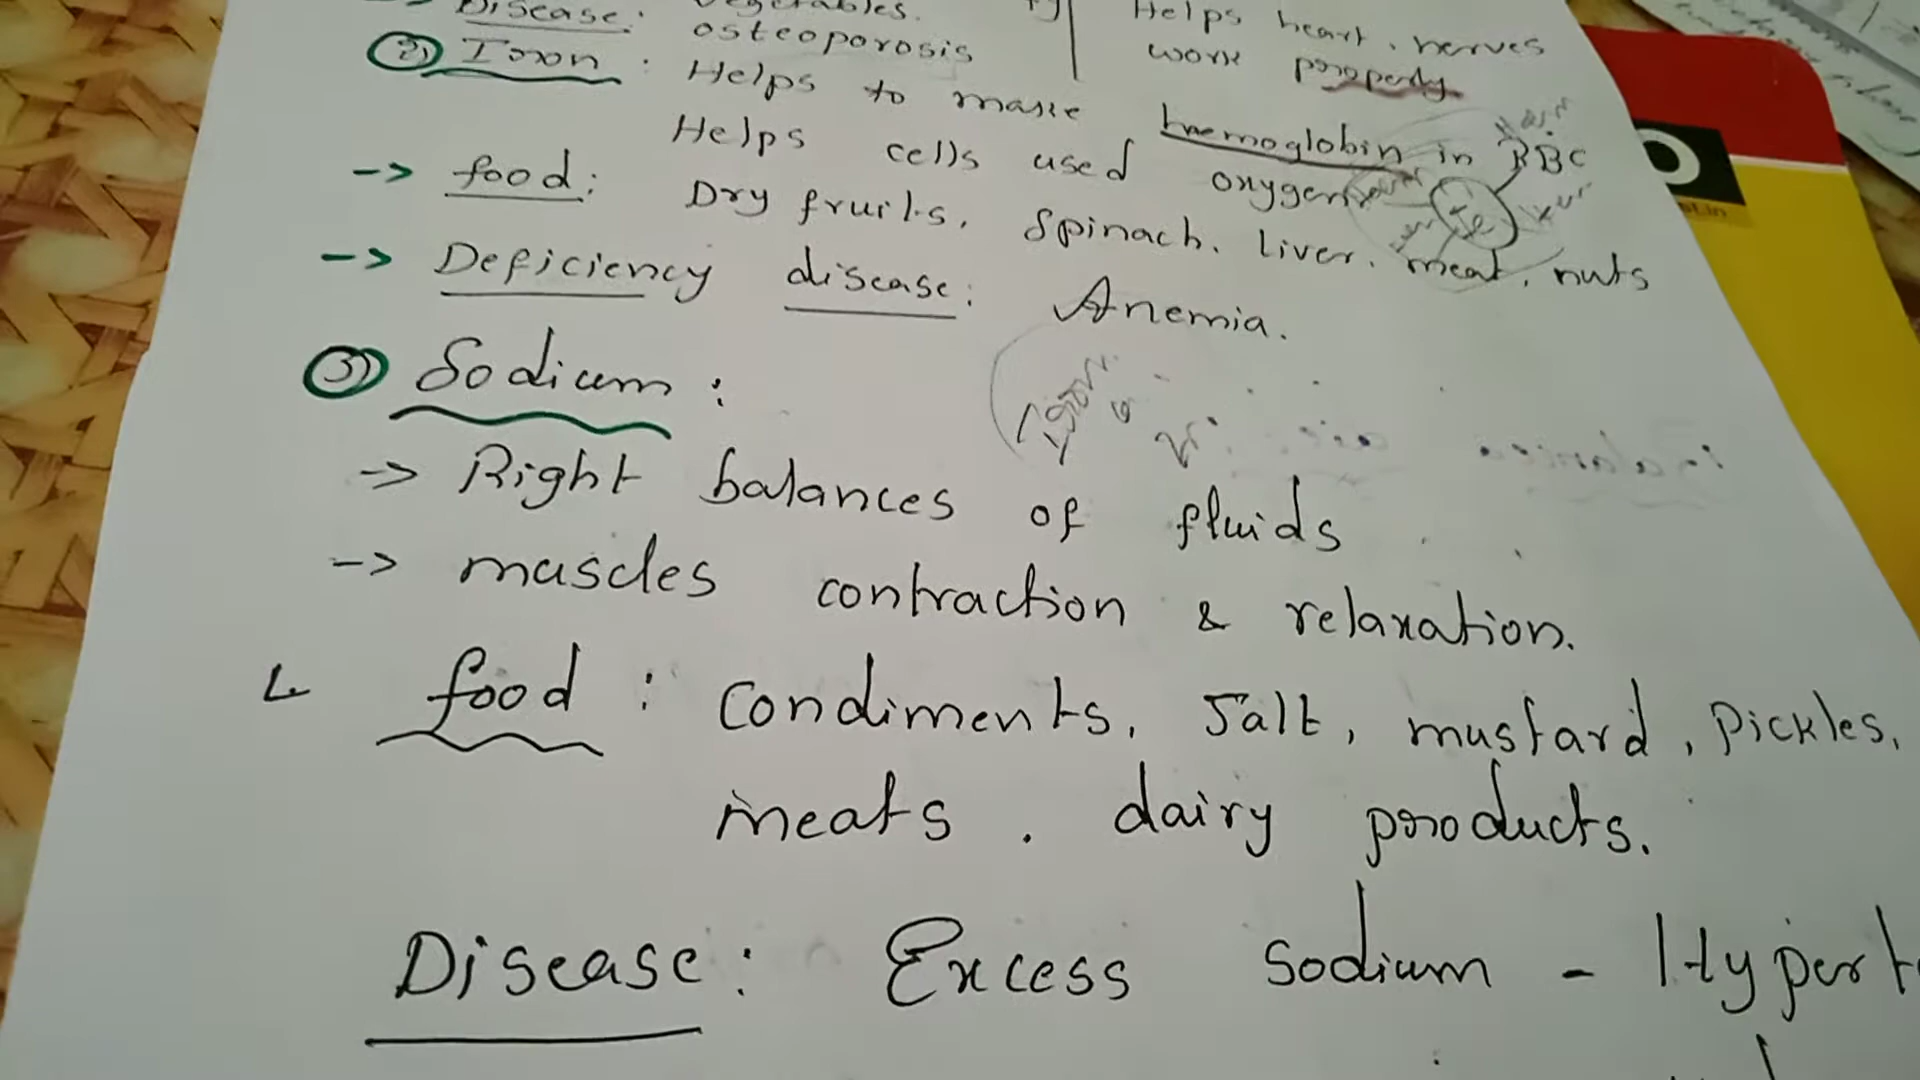 Disease: vegetables.
osteoporosis
Helps heart, nerves
work properly
2) Iron : Helps to make haemoglobin in RBC
Helps cells used oxygen
Fe
-> food: Dry fruits, Spinach, liver, meat, nuts
-> Deficiency disease: Anemia.
3) Sodium :
-> Right balances of fluids
-> muscles contraction & relaxation.
food : Condiments, Salt, mustard, Pickles,
meats, dairy products.
Disease: Excess sodium - Hypert